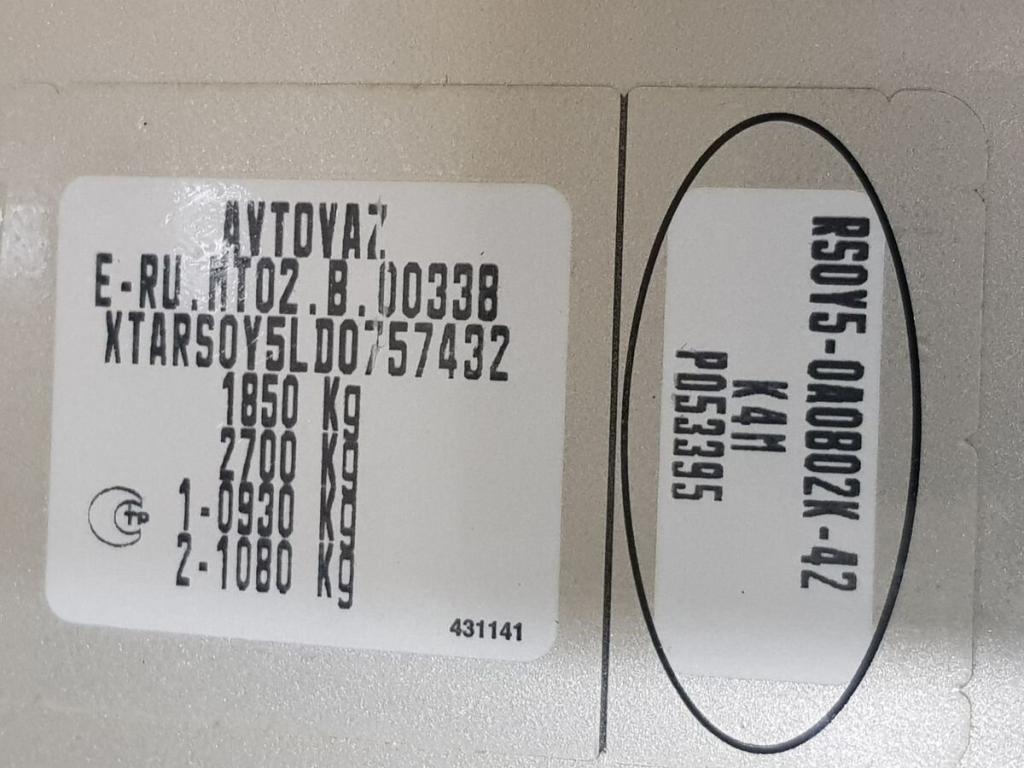 AVTOVAZ
E-RU.MT02.B.00338
XTARS0Y5LD0757432
1850 Kg
2700 Kg
1-0930 Kg
2-1080 kg
431141
RS0Y5-0A0802K-42
K4M
P053395